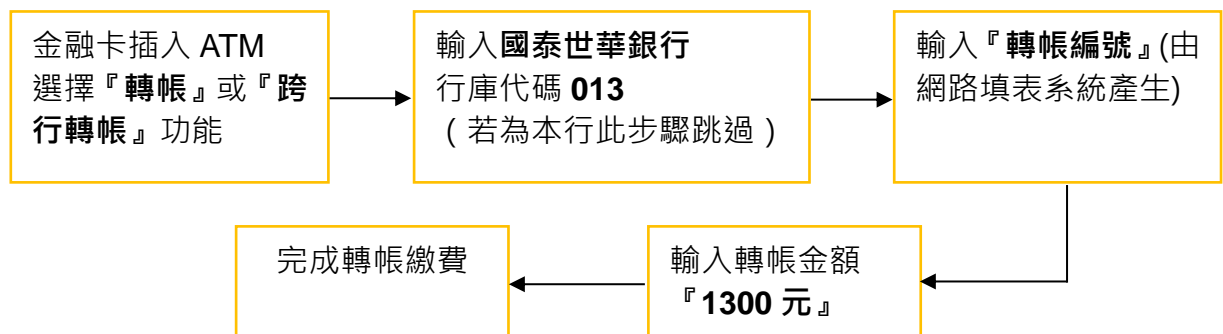 金融卡插入 ATM
選擇『轉帳』或『跨
行轉帳』功能
輸入國泰世華銀行
行庫代碼 013
（若為本行此步驟跳過）
輸入『轉帳編號』(由
網路填表系統產生)
輸入轉帳金額
『1300 元』
完成轉帳繳費